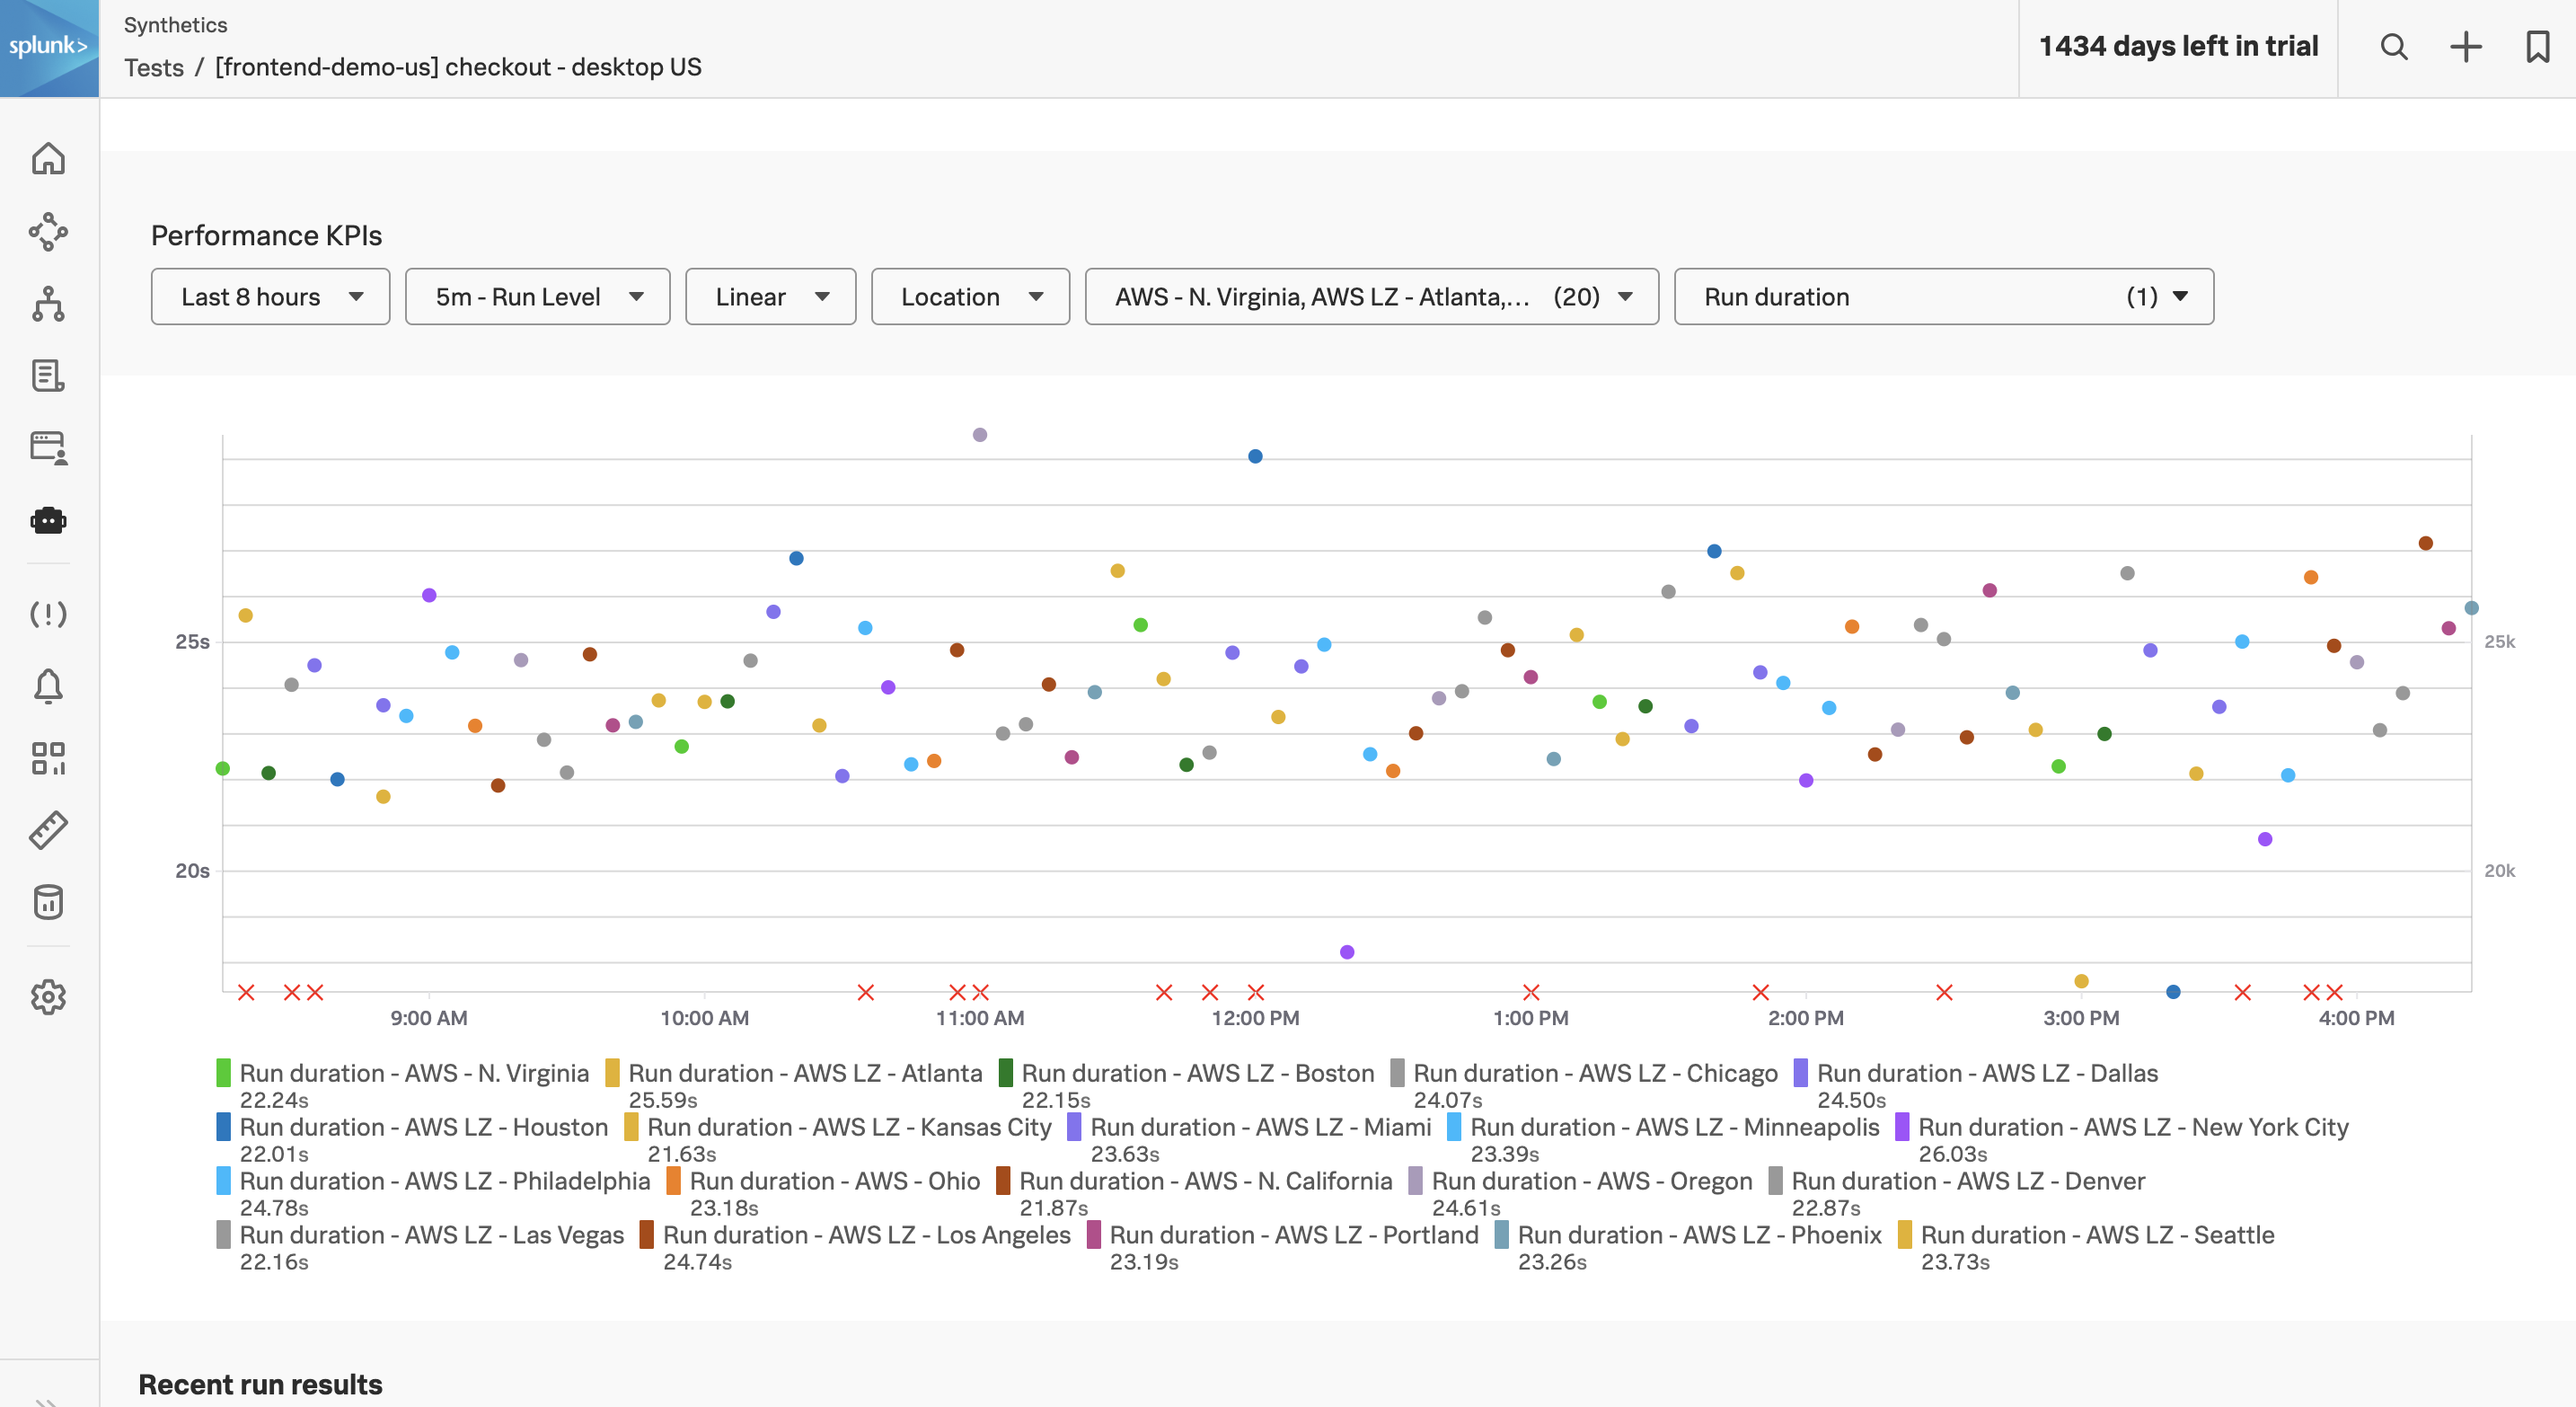 splunk>
Synthetics
Tests / [frontend-demo-us] checkout - desktop US
1434 days left in trial
Performance KPIs
Last 8 hours
5m - Run Level
Linear
Location
AWS - N. Virginia, AWS LZ - Atlanta,... (20)
Run duration (1)
25s
25k
20s
20k
9:00 AM 10:00 AM 11:00 AM 12:00 PM 1:00 PM 2:00 PM 3:00 PM 4:00 PM
Run duration - AWS - N. Virginia Run duration - AWS LZ - Atlanta Run duration - AWS LZ - Boston Run duration - AWS LZ - Chicago Run duration - AWS LZ - Dallas
22.24s 25.59s 22.15s 24.07s 24.50s
Run duration - AWS LZ - Houston Run duration - AWS LZ - Kansas City Run duration - AWS LZ - Miami Run duration - AWS LZ - Minneapolis Run duration - AWS LZ - New York City
22.01s 21.63s 23.63s 23.39s 26.03s
Run duration - AWS LZ - Philadelphia Run duration - AWS - Ohio Run duration - AWS - N. California Run duration - AWS - Oregon Run duration - AWS LZ - Denver
24.78s 23.18s 21.87s 24.61s 22.87s
Run duration - AWS LZ - Las Vegas Run duration - AWS LZ - Los Angeles Run duration - AWS LZ - Portland Run duration - AWS LZ - Phoenix Run duration - AWS LZ - Seattle
22.16s 24.74s 23.19s 23.26s 23.73s
Recent run results